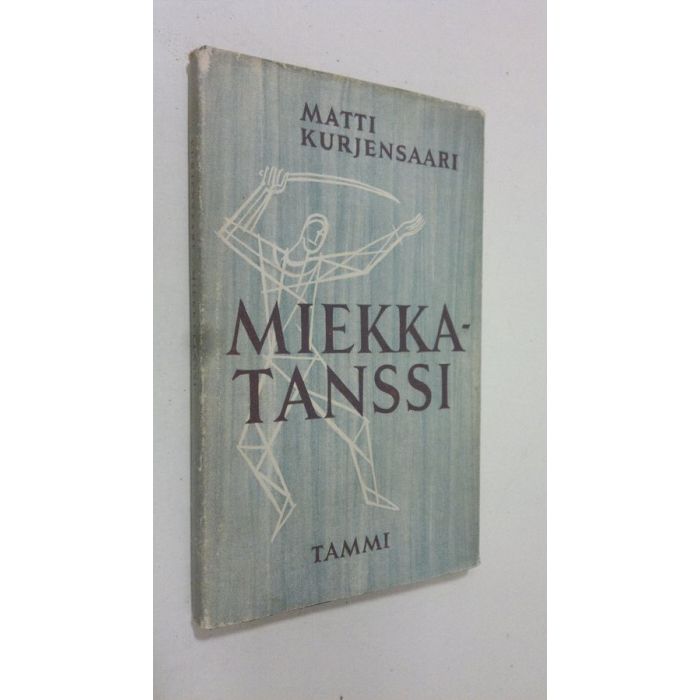 MATTI
KURJENSAARI
MIEKKA-
TANSSI
TAMMI